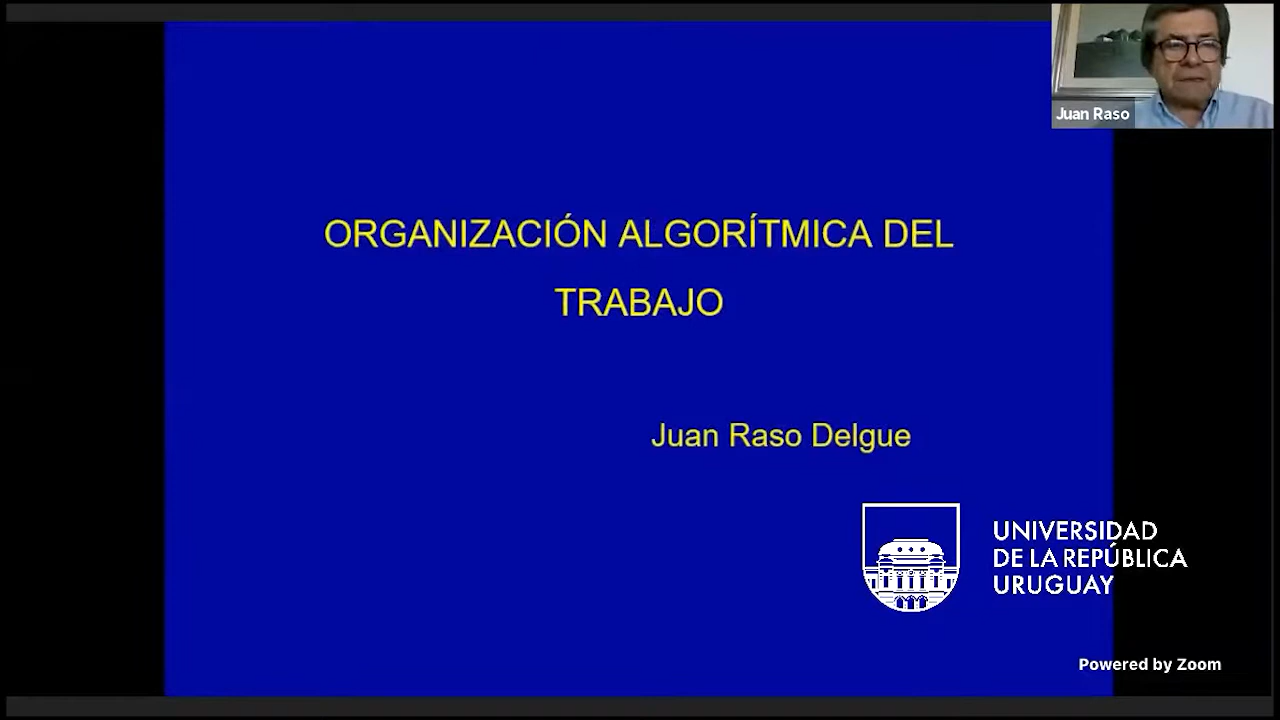 Juan Raso
ORGANIZACIÓN ALGORÍTMICA DEL
TRABAJO
Juan Raso Delgue
UNIVERSIDAD
DE LA REPÚBLICA
URUGUAY
Powered by Zoom